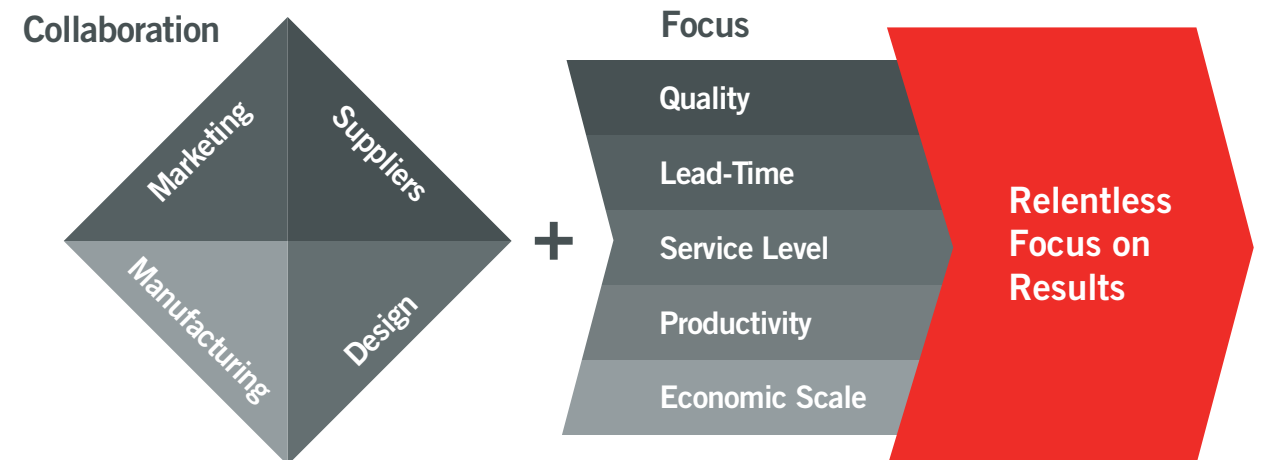 Collaboration
Marketing
Suppliers
Manufacturing
Design
+
Focus
Quality
Lead-Time
Service Level
Productivity
Economic Scale
Relentless
Focus on
Results